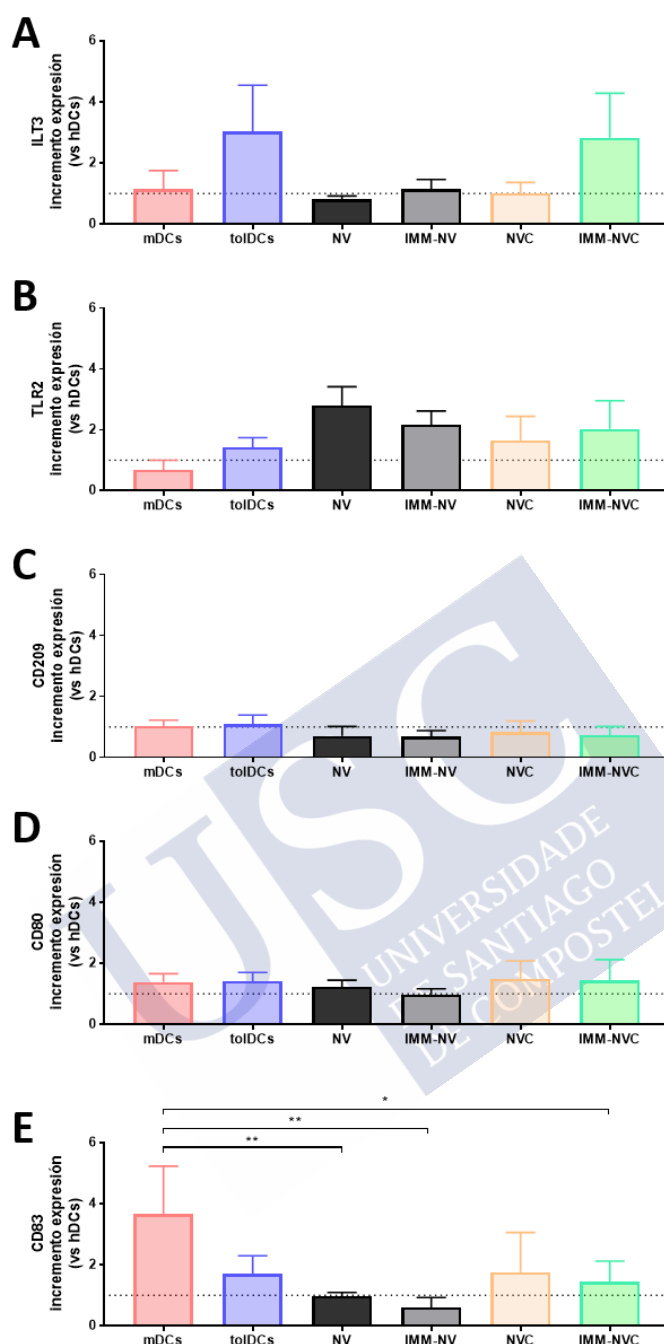 A
ILT3
incremento expresión
(vs hDCs)
6
4
2
0
mDCs tolDCs NV IMM-NV NVC IMM-NVC
B
TLR2
incremento expresión
(vs hDCs)
6
4
2
0
mDCs tolDCs NV IMM-NV NVC IMM-NVC
C
CD209
incremento expresión
(vs hDCs)
6
4
2
0
mDCs tolDCs NV IMM-NV NVC IMM-NVC
D
CD80
incremento expresión
(vs hDCs)
6
4
2
0
mDCs tolDCs NV IMM-NV NVC IMM-NVC
USC
UNIVERSIDADE
DE SANTIAGO
DE COMPOSTEL
E
CD83
incremento expresión
(vs hDCs)
*
**
**
6
4
2
0
mDCs tolDCs NV IMM-NV NVC IMM-NVC